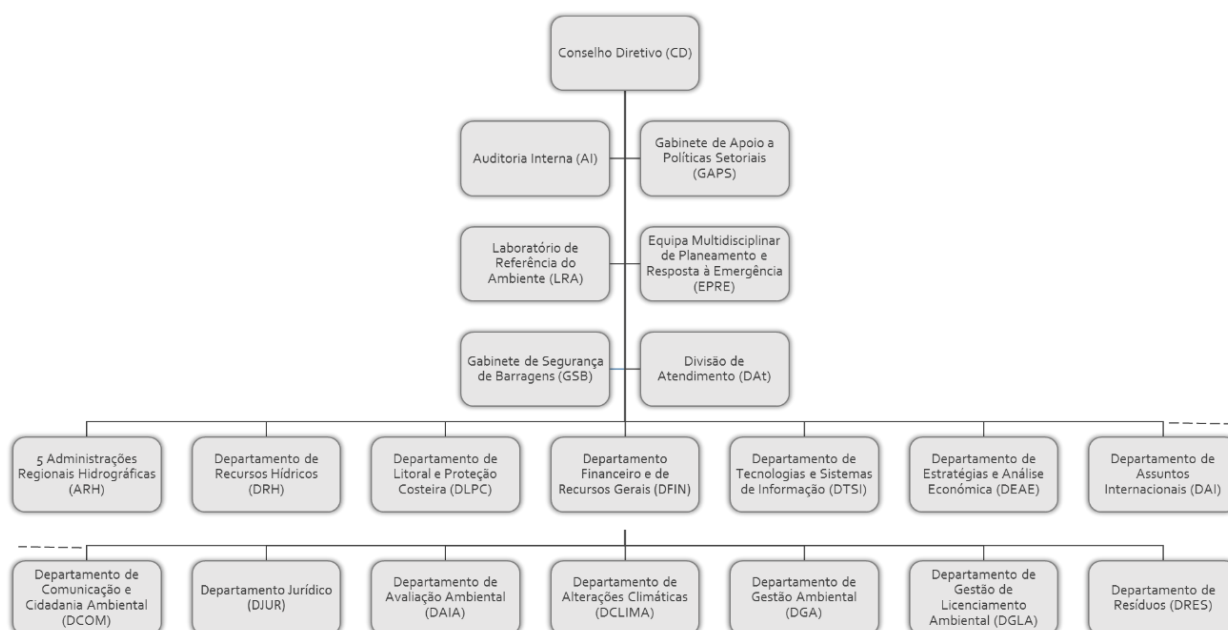 Conselho Diretivo (CD)
Auditoria Interna (AI)
Gabinete de Apoio a
Políticas Setoriais
(GAPS)
Laboratório de
Referência do
Ambiente (LRA)
Equipa Multidisciplinar
de Planeamento e
Resposta à Emergência
(EPRE)
Gabinete de Segurança
de Barragens (GSB)
Divisão de
Atendimento (DAt)
5 Administrações
Regionais Hidrográficas
(ARH)
Departamento de
Recursos Hídricos
(DRH)
Departamento de
Litoral e Proteção
Costeira (DLPC)
Departamento
Financeiro e de
Recursos Gerais (DFIN)
Departamento de
Tecnologias e Sistemas
de Informação (DTSI)
Departamento de
Estratégias e Análise
Económica (DEAE)
Departamento de
Assuntos
Internacionais (DAI)
Departamento de
Comunicação e
Cidadania Ambiental
(DCOM)
Departamento Jurídico
(DJUR)
Departamento de
Avaliação Ambiental
(DAIA)
Departamento de
Alterações Climáticas
(DCLIMA)
Departamento de
Gestão Ambiental
(DGA)
Departamento de
Gestão de
Licenciamento
Ambiental (DGLA)
Departamento de
Resíduos (DRES)